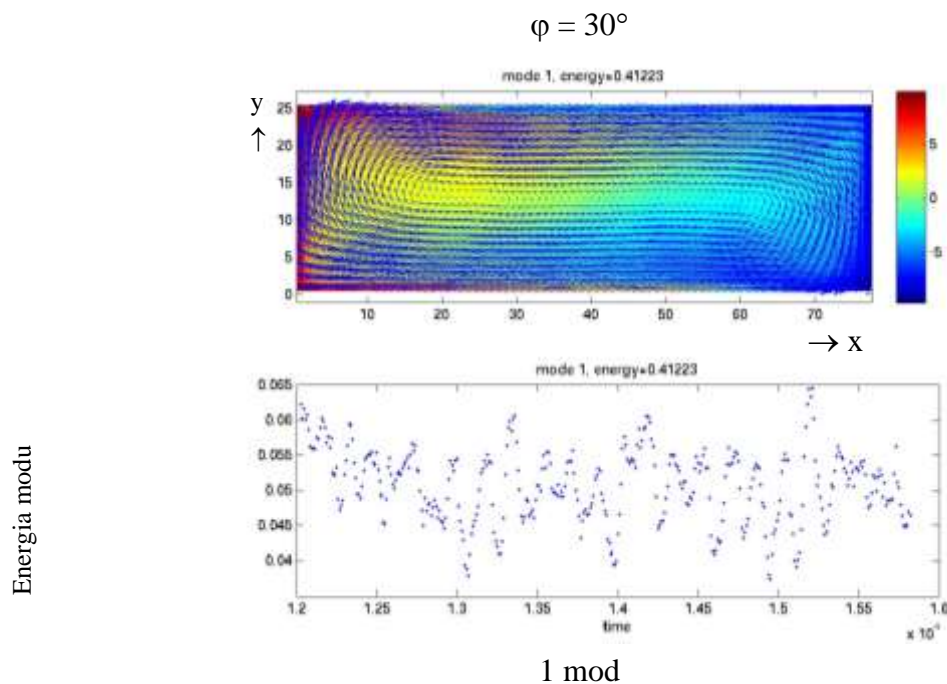 φ = 30°
mode 1, energy=0.41223
y
↑
25
20
15
10
5
0
10 20 30 40 50 60 70
5
0
-5
→ x
mode 1, energy=0.41223
Energia modu
0.065
0.06
0.055
0.05
0.045
0.04
1.2 1.25 1.3 1.35 1.4 1.45 1.5 1.55 1.6
time
1 mod